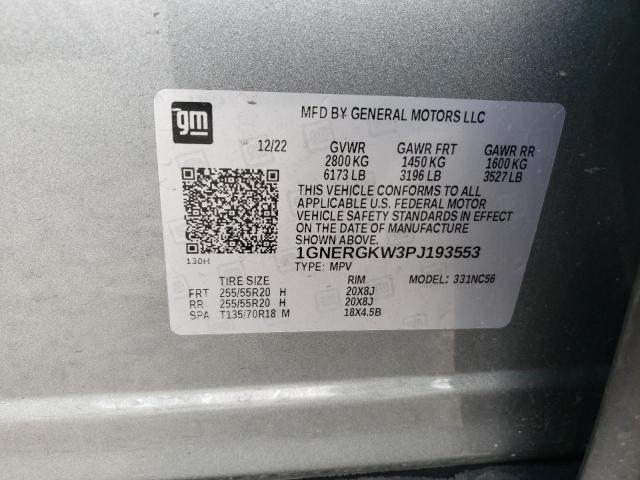 gm
MFD BY GENERAL MOTORS LLC
12/22 GVWR GAWR FRT GAWR RR
2800 KG 1450 KG 1600 KG
6173 LB 3196 LB 3527 LB
THIS VEHICLE CONFORMS TO ALL
APPLICABLE U.S. FEDERAL MOTOR
VEHICLE SAFETY STANDARDS IN EFFECT
ON THE DATE OF MANUFACTURE
SHOWN ABOVE.
1GNERGKW3PJ193553
130H
TYPE: MPV
TIRE SIZE RIM MODEL: 331NC56
FRT 255/55R20 H 20X8J
RR 255/55R20 H 20X8J
SPA T135/70R18 M 18X4.5B